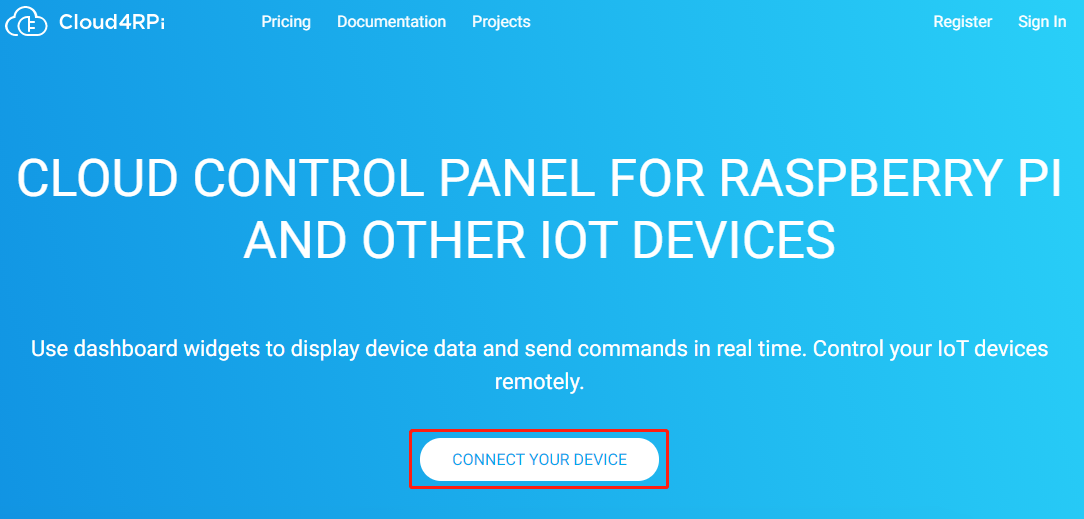 Cloud4RPi Pricing Documentation Projects Register Sign In
CLOUD CONTROL PANEL FOR RASPBERRY PI
AND OTHER IOT DEVICES
Use dashboard widgets to display device data and send commands in real time. Control your IoT devices
remotely.
CONNECT YOUR DEVICE